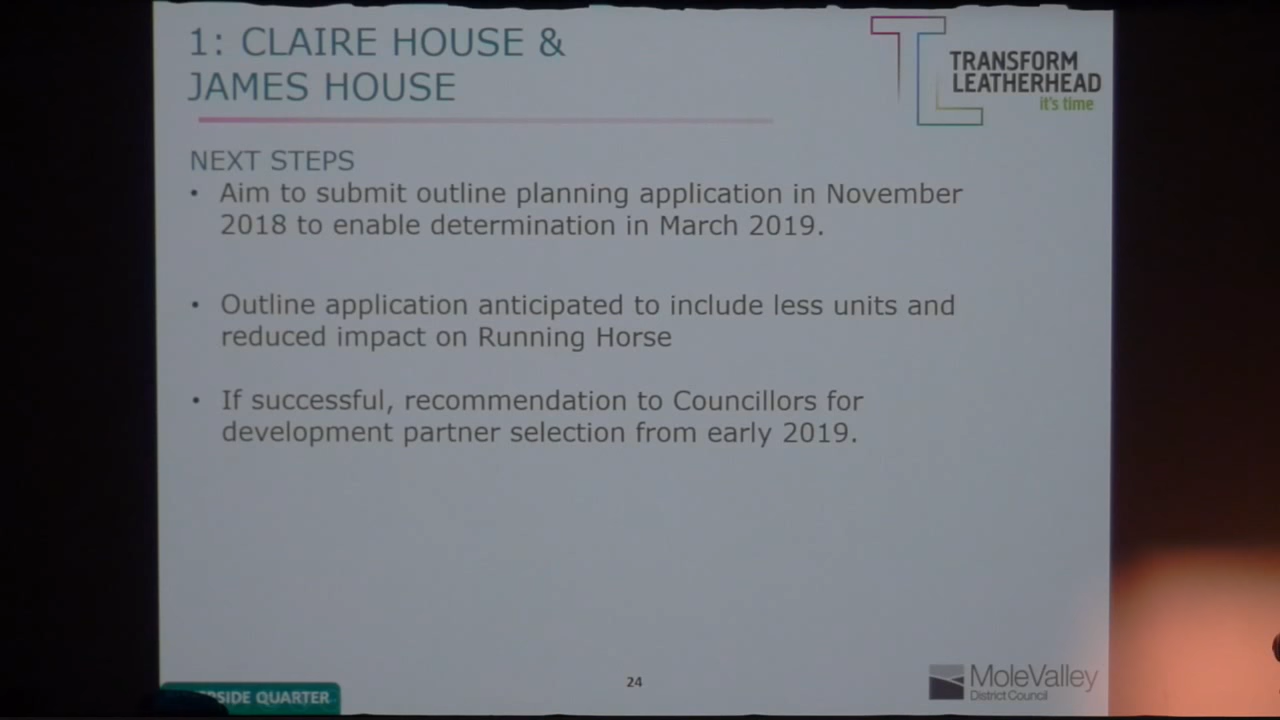 1: CLAIRE HOUSE &
JAMES HOUSE
TRANSFORM
LEATHERHEAD
it's time
NEXT STEPS
• Aim to submit outline planning application in November
2018 to enable determination in March 2019.
• Outline application anticipated to include less units and
reduced impact on Running Horse
• If successful, recommendation to Councillors for
development partner selection from early 2019.
QUARTER
24
MoleValley
District Council